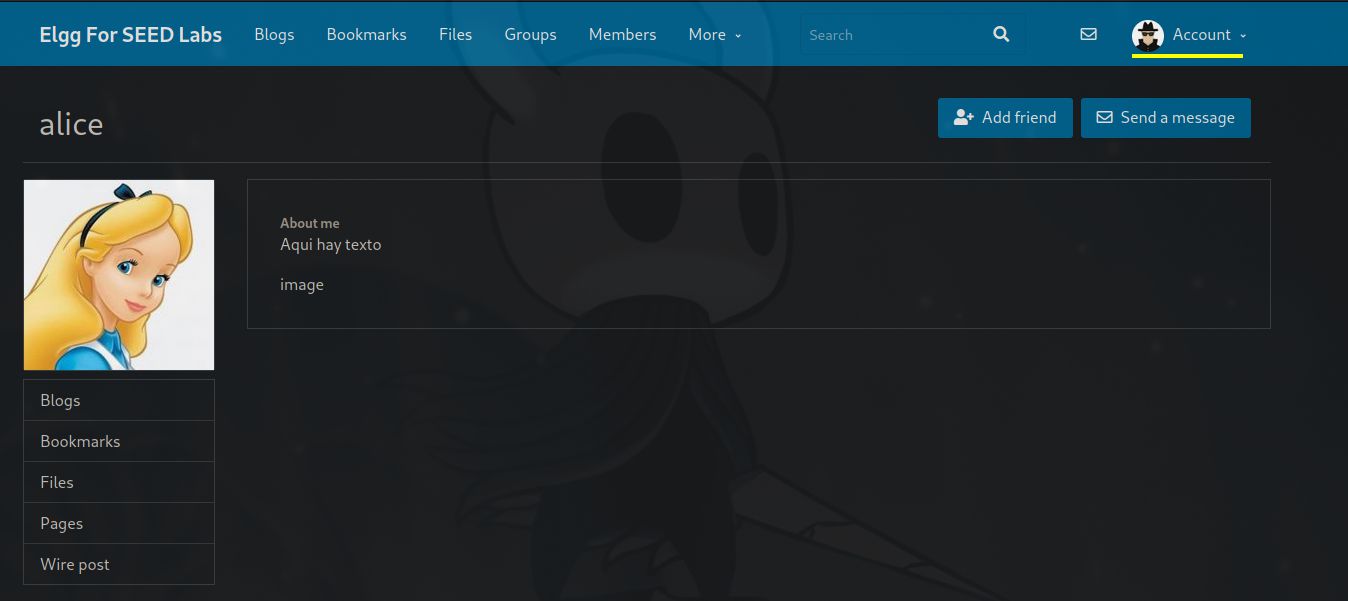 Elgg For SEED Labs Blogs Bookmarks Files Groups Members More Search Account
alice
Add friend Send a message
About me
Aqui hay texto
image
Blogs
Bookmarks
Files
Pages
Wire post